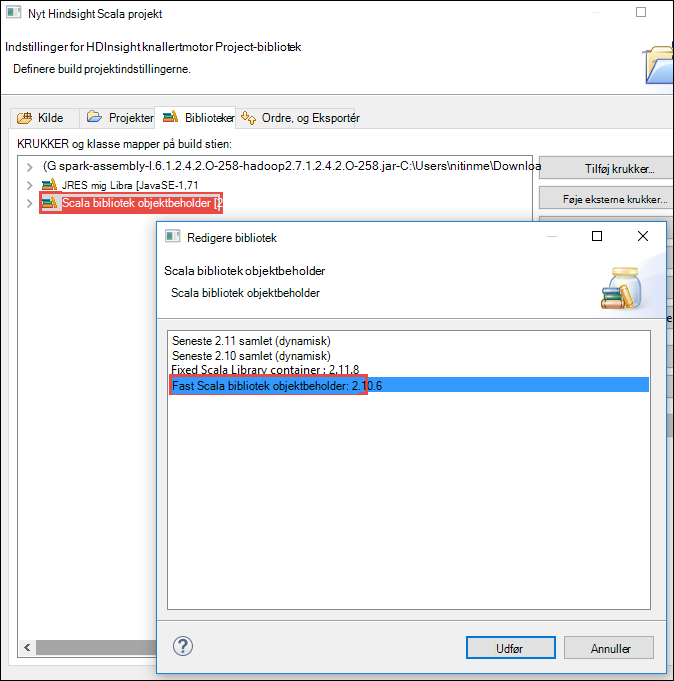 Nyt Hindsight Scala projekt
Indstillinger for HDInsight knallertmotor Project-bibliotek
Definere build projektindstillingerne.
Kilde Projekter Biblioteker Ordre, og Eksportér
KRUKKER og klasse mapper på build stien:
(G spark-assembly-l.6.1.2.4.2.O-258-hadoop2.7.1.2.4.2.O-258.jar-C:\Users\nitinme\Downloa
Tilføj krukker...
JRES mig Libra [JavaSE-1,71
Føje eksterne krukker...
Scala bibliotek objektbeholder [2
Redigere bibliotek
Scala bibliotek objektbeholder
Scala bibliotek objektbeholder
Seneste 2.11 samlet (dynamisk)
Seneste 2.10 samlet (dynamisk)
Fixed Scala Library container : 2,11,8
Fast Scala bibliotek objektbeholder: 2.10.6
Udfør Annuller